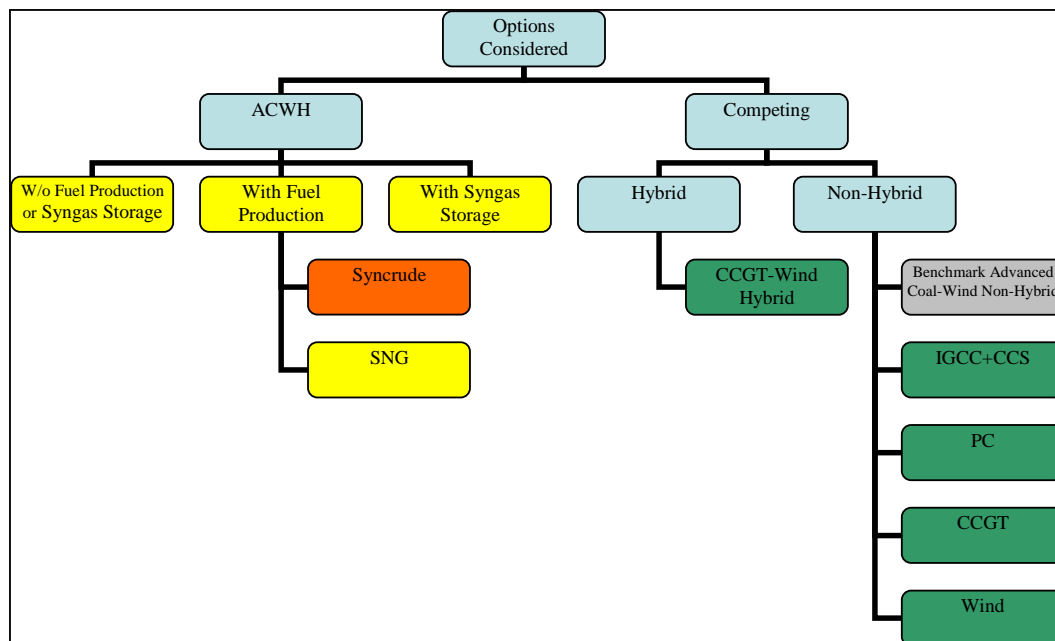 Options
Considered
ACWH
Competing
W/o Fuel Production
or Syngas Storage
With Fuel
Production
With Syngas
Storage
Hybrid
Non-Hybrid
Syncrude
CCGT-Wind
Hybrid
Benchmark Advanced
Coal-Wind Non-Hybrid
SNG
IGCC+CCS
PC
CCGT
Wind